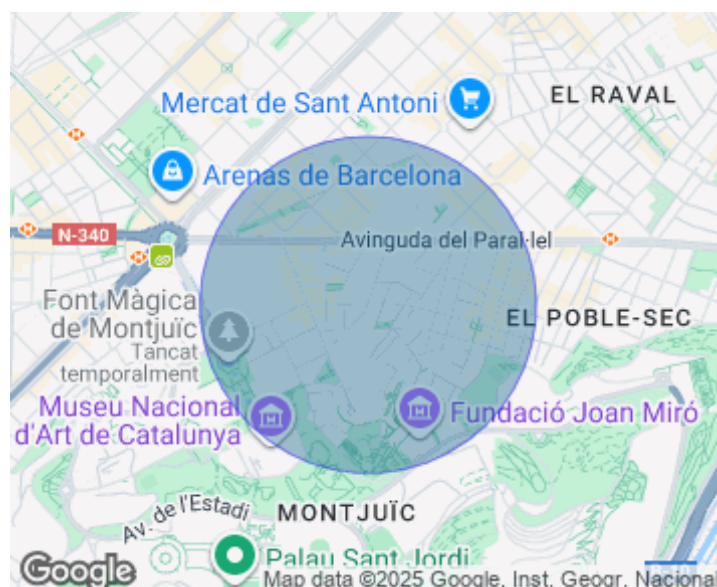 Mercat de Sant Antoni
EL RAVAL
Arenas de Barcelona
N-340
Avinguda del Paral·lel
Font Màgica
de Montjuïc
Tancat
temporalment
EL POBLE-SEC
Museu Nacional
d'Art de Catalunya
Fundació Joan Miró
Av. de l'Estadi
MONTJUÏC
Palau Sant Jordi
Google
Map data ©2025 Google, Inst. Geogr. Nacional